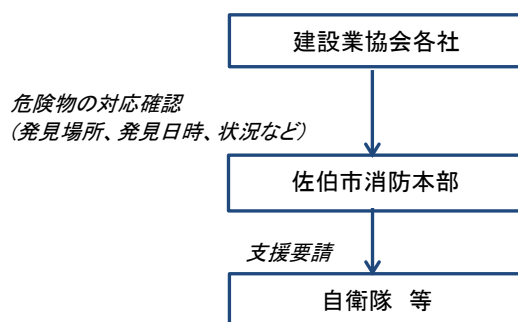 建設業協会各社
危険物の対応確認
(発見場所、発見日時、状況など)
佐伯市消防本部
支援要請
自衛隊　等